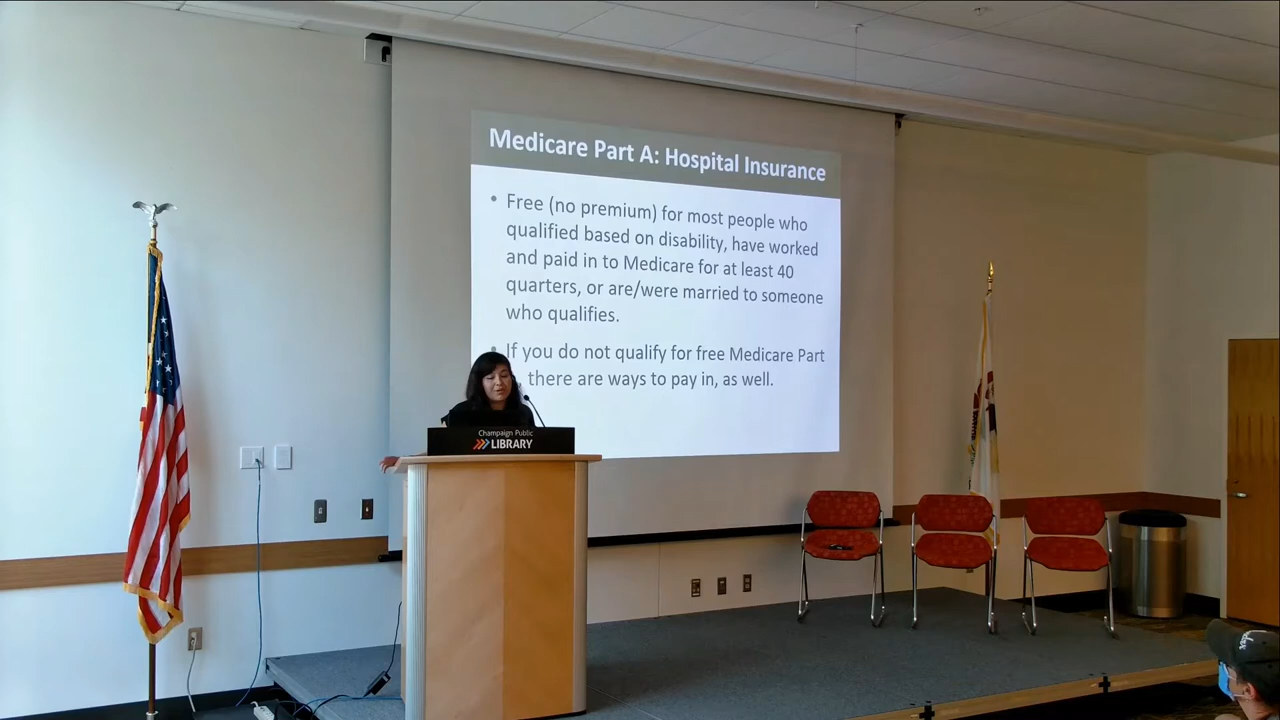 Medicare Part A: Hospital Insurance
• Free (no premium) for most people who
qualified based on disability, have worked
and paid in to Medicare for at least 40
quarters, or are/were married to someone
who qualifies.
• If you do not qualify for free Medicare Part
there are ways to pay in, as well.
Champaign Public
LIBRARY